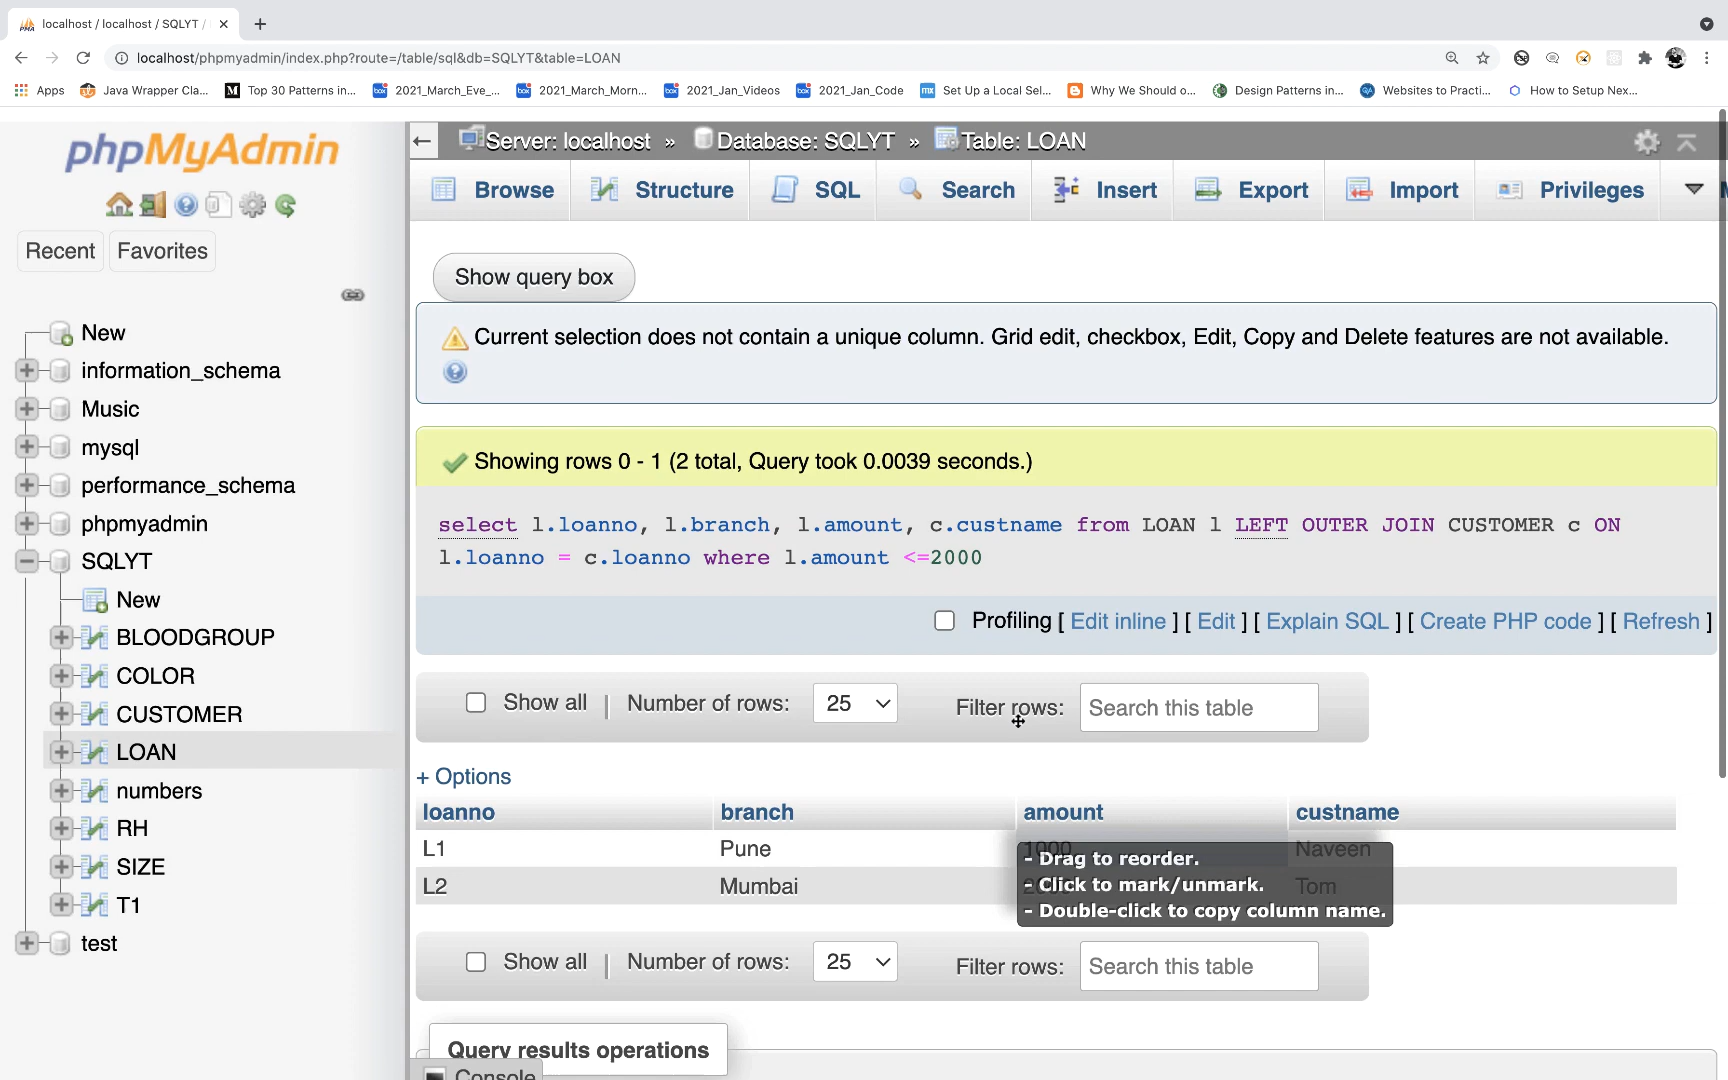 localhost / localhost / SQLYT /
localhost/phpmyadmin/index.php?route=/table/sql&db=SQLYT&table=LOAN
Apps Java Wrapper Cla... Top 30 Patterns in... 2021_March_Eve_... 2021_March_Morn... 2021_Jan_Videos 2021_Jan_Code Set Up a Local Sel... Why We Should o... Design Patterns in... Websites to Practi... How to Setup Nex...
phpMyAdmin
Recent Favorites
New
information_schema
Music
mysql
performance_schema
phpmyadmin
SQLYT
New
BLOODGROUP
COLOR
CUSTOMER
LOAN
numbers
RH
SIZE
T1
test
Server: localhost » Database: SQLYT » Table: LOAN
Browse Structure SQL Search Insert Export Import Privileges
Show query box
Current selection does not contain a unique column. Grid edit, checkbox, Edit, Copy and Delete features are not available.
Showing rows 0 - 1 (2 total, Query took 0.0039 seconds.)
select l.loanno, l.branch, l.amount, c.custname from LOAN l LEFT OUTER JOIN CUSTOMER c ON
l.loanno = c.loanno where l.amount <=2000
Profiling [ Edit inline ] [ Edit ] [ Explain SQL ] [ Create PHP code ] [ Refresh ]
Show all | Number of rows: 25 Filter rows: Search this table
+ Options
loanno branch amount custname
L1 Pune 1000 Naveen
L2 Mumbai Tom
- Drag to reorder.
- Click to mark/unmark.
- Double-click to copy column name.
Show all | Number of rows: 25 Filter rows: Search this table
Query results operations
Console